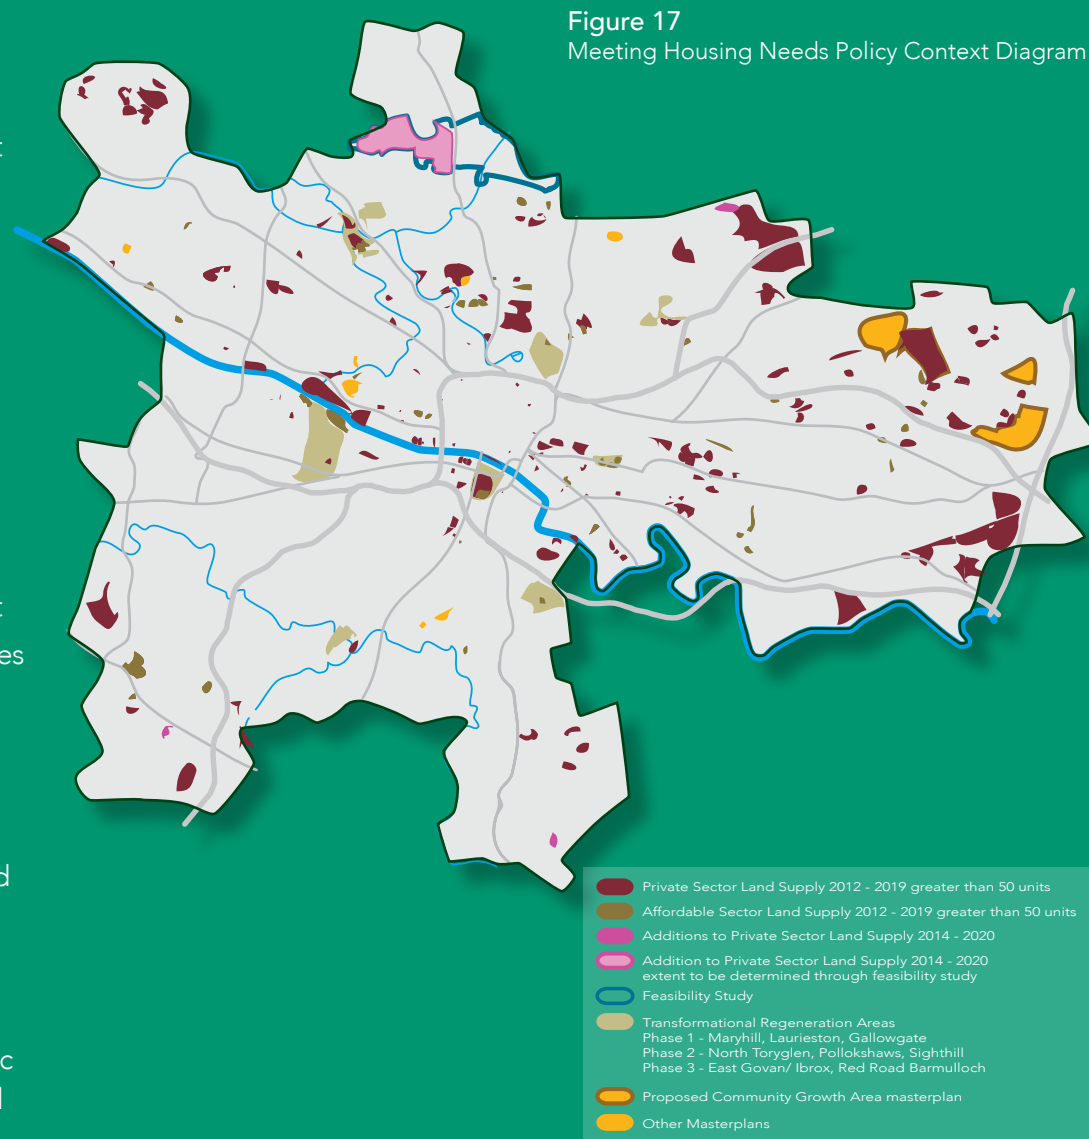 Figure 17
Meeting Housing Needs Policy Context Diagram
t
t
es
d
c
d
Private Sector Land Supply 2012 - 2019 greater than 50 units
Affordable Sector Land Supply 2012 - 2019 greater than 50 units
Additions to Private Sector Land Supply 2014 - 2020
Addition to Private Sector Land Supply 2014 - 2020
extent to be determined through feasibility study
Feasibility Study
Transformational Regeneration Areas
Phase 1 - Maryhill, Laurieston, Gallowgate
Phase 2 - North Toryglen, Pollokshaws, Sighthill
Phase 3 - East Govan/ Ibrox, Red Road Barmulloch
Proposed Community Growth Area masterplan
Other Masterplans